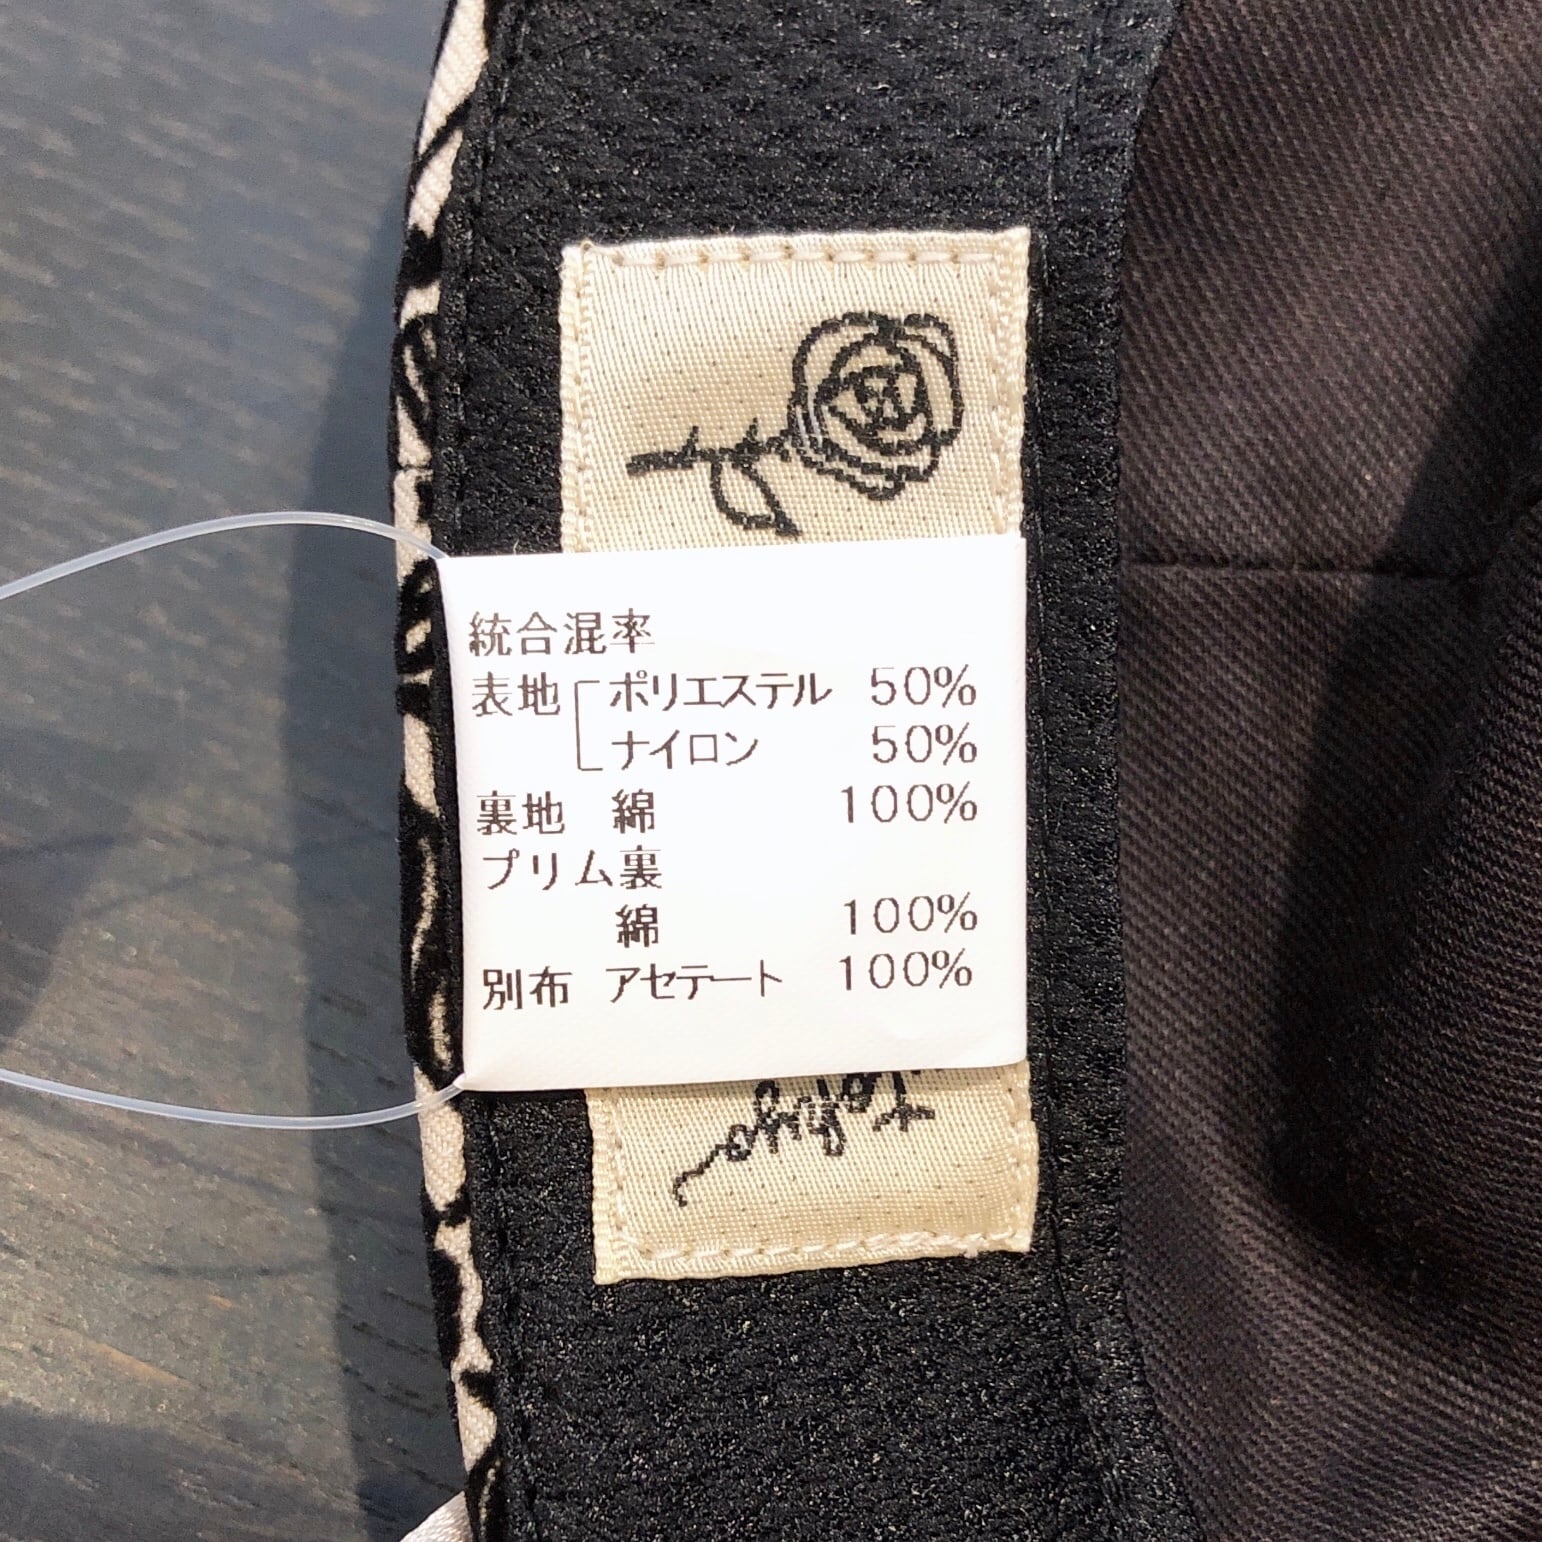 統合混率
表地 ポリエステル 50%
ナイロン 50%
裏地 綿 100%
プリム裏
綿 100%
別布 アセテート 100%